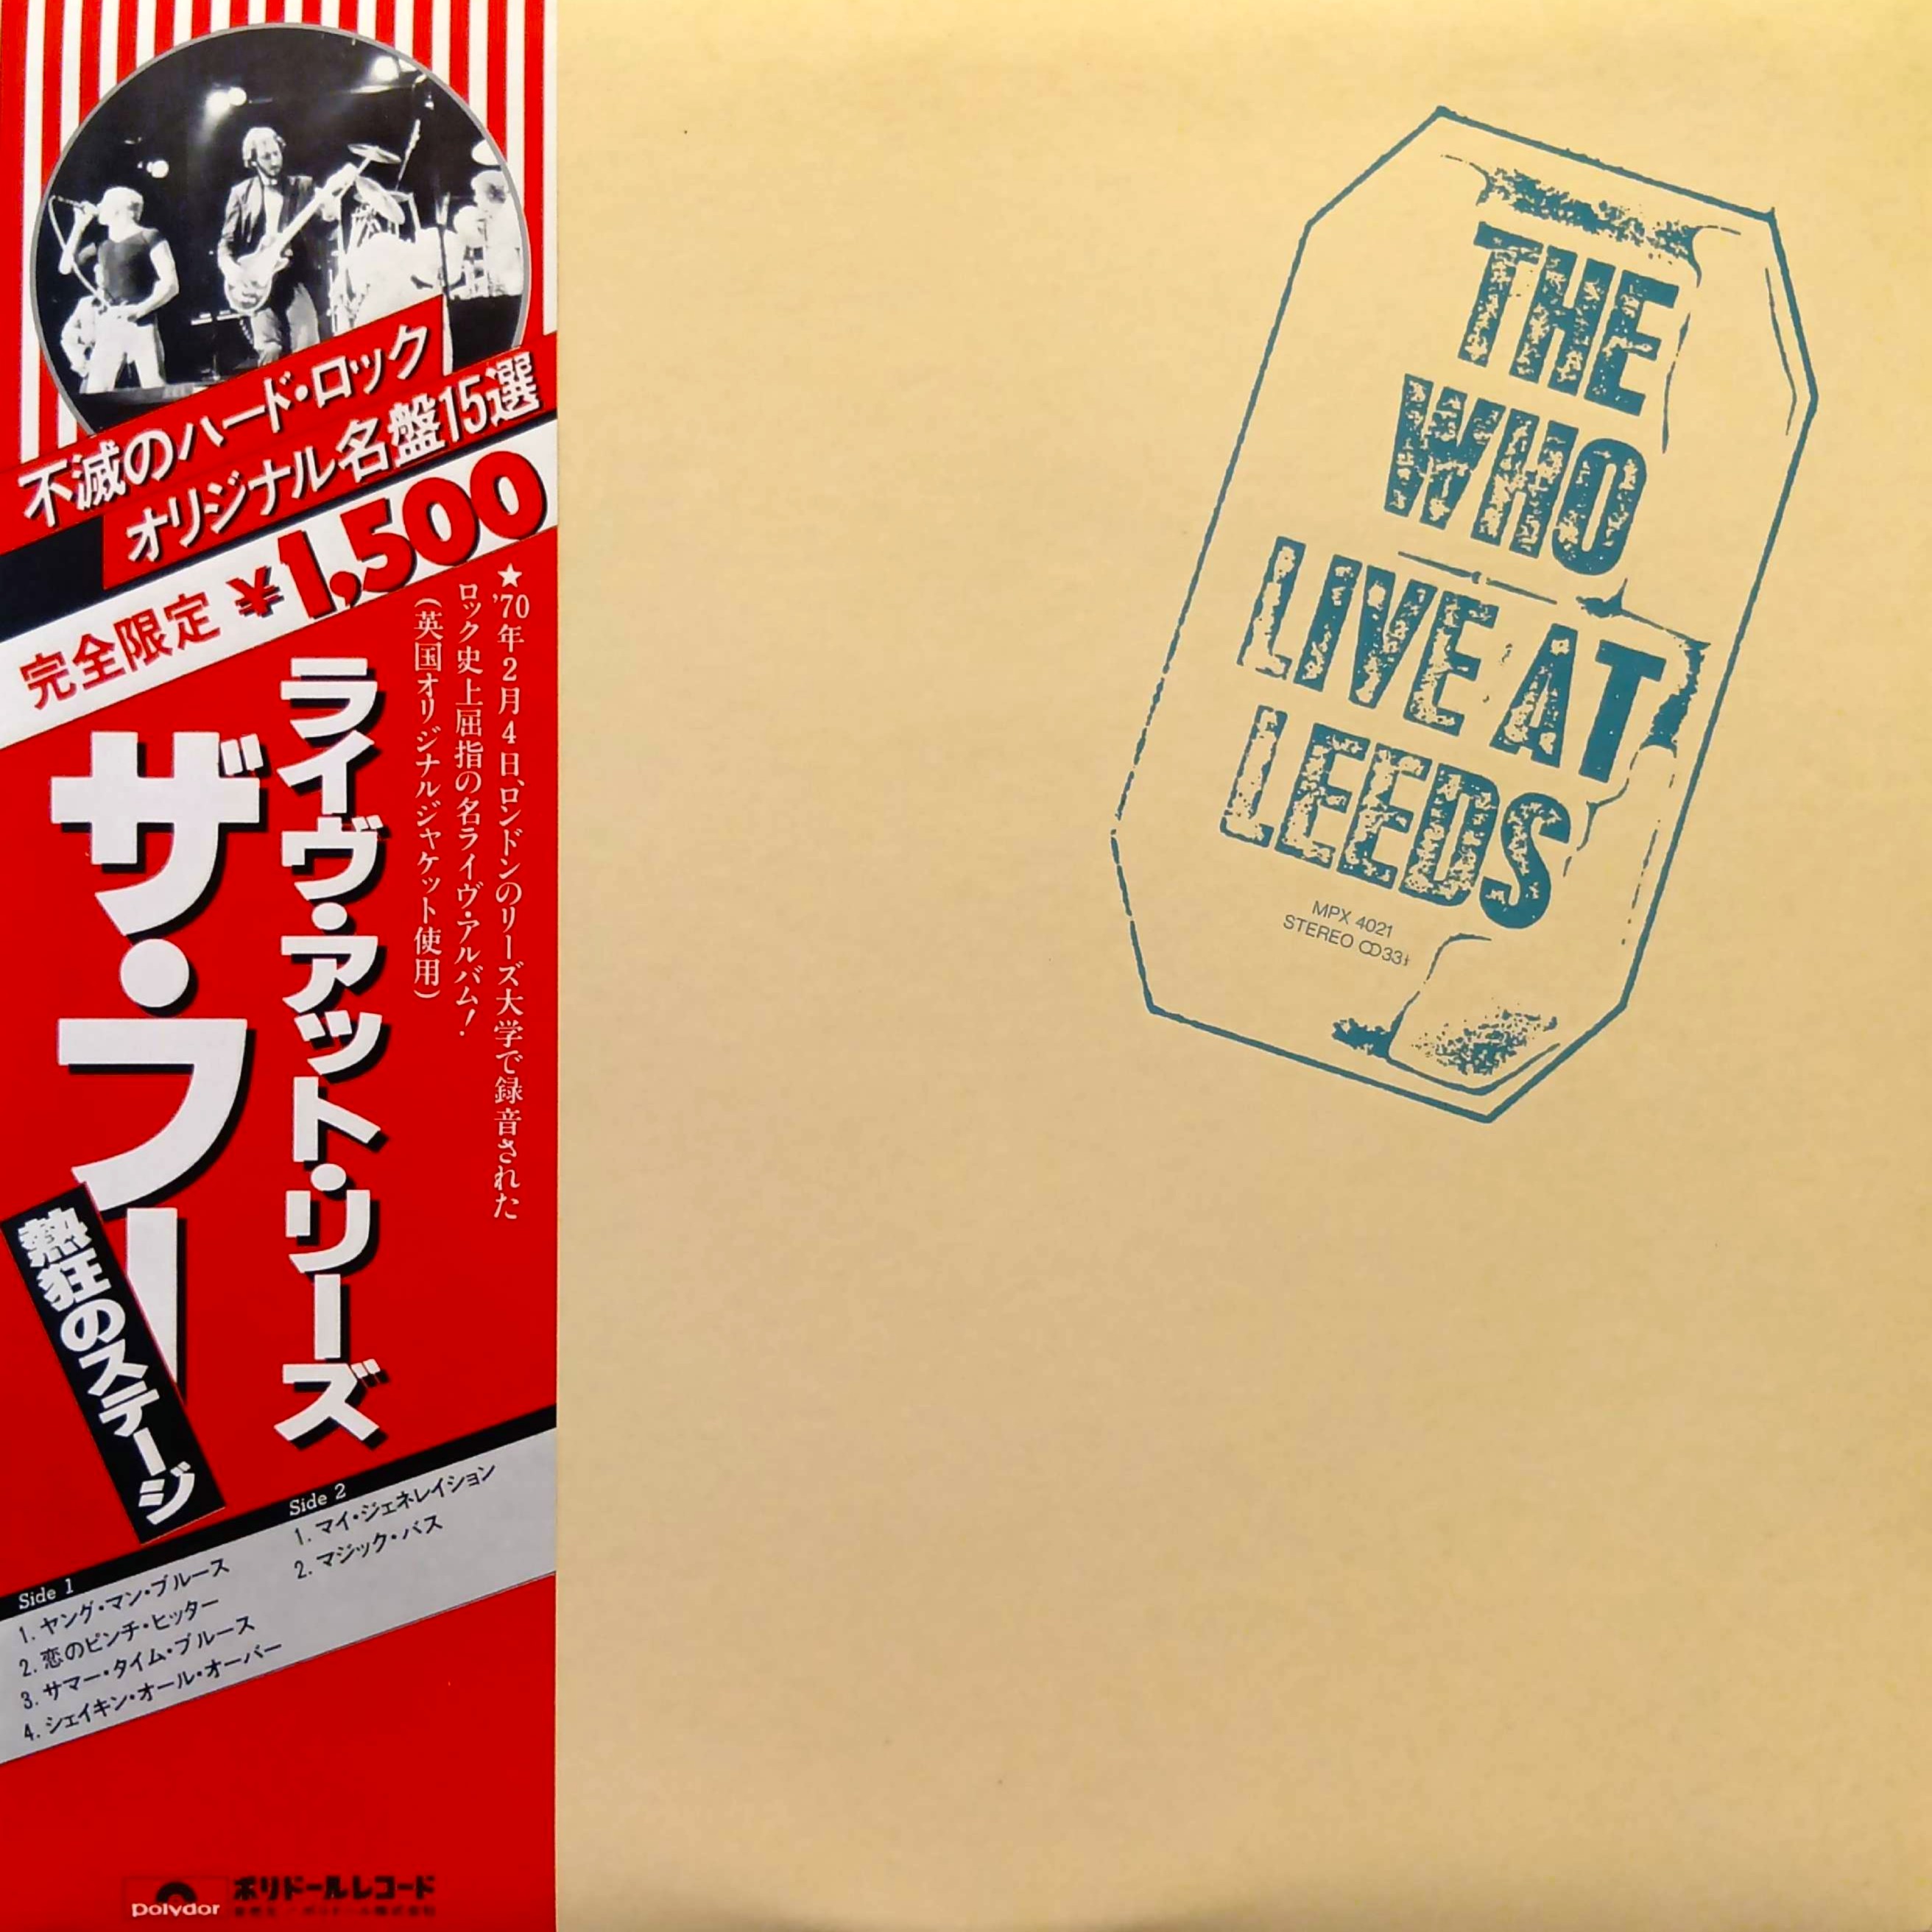 不滅のハード・ロック
オリジナル名盤15選
完全限定 ¥1,500
★'70年2月4日、ロンドンのリーズ大学で録音された
ロック史上屈指の名ライヴ・アルバム!
(英国オリジナルジャケット使用)
ライヴ・アット・リーズ
ザ・フー
熱狂のステージ
Side 1
1. ヤング・マン・ブルース
2. 恋のピンチ・ヒッター
3. サマー・タイム・ブルース
4. シェイキン・オール・オーバー
Side 2
1. マイ・ジェネレイション
2. マジック・バス
polydor
ポリドールレコード
THE
WHO
LIVE AT
LEEDS
MPX 4021
STEREO 33⅓